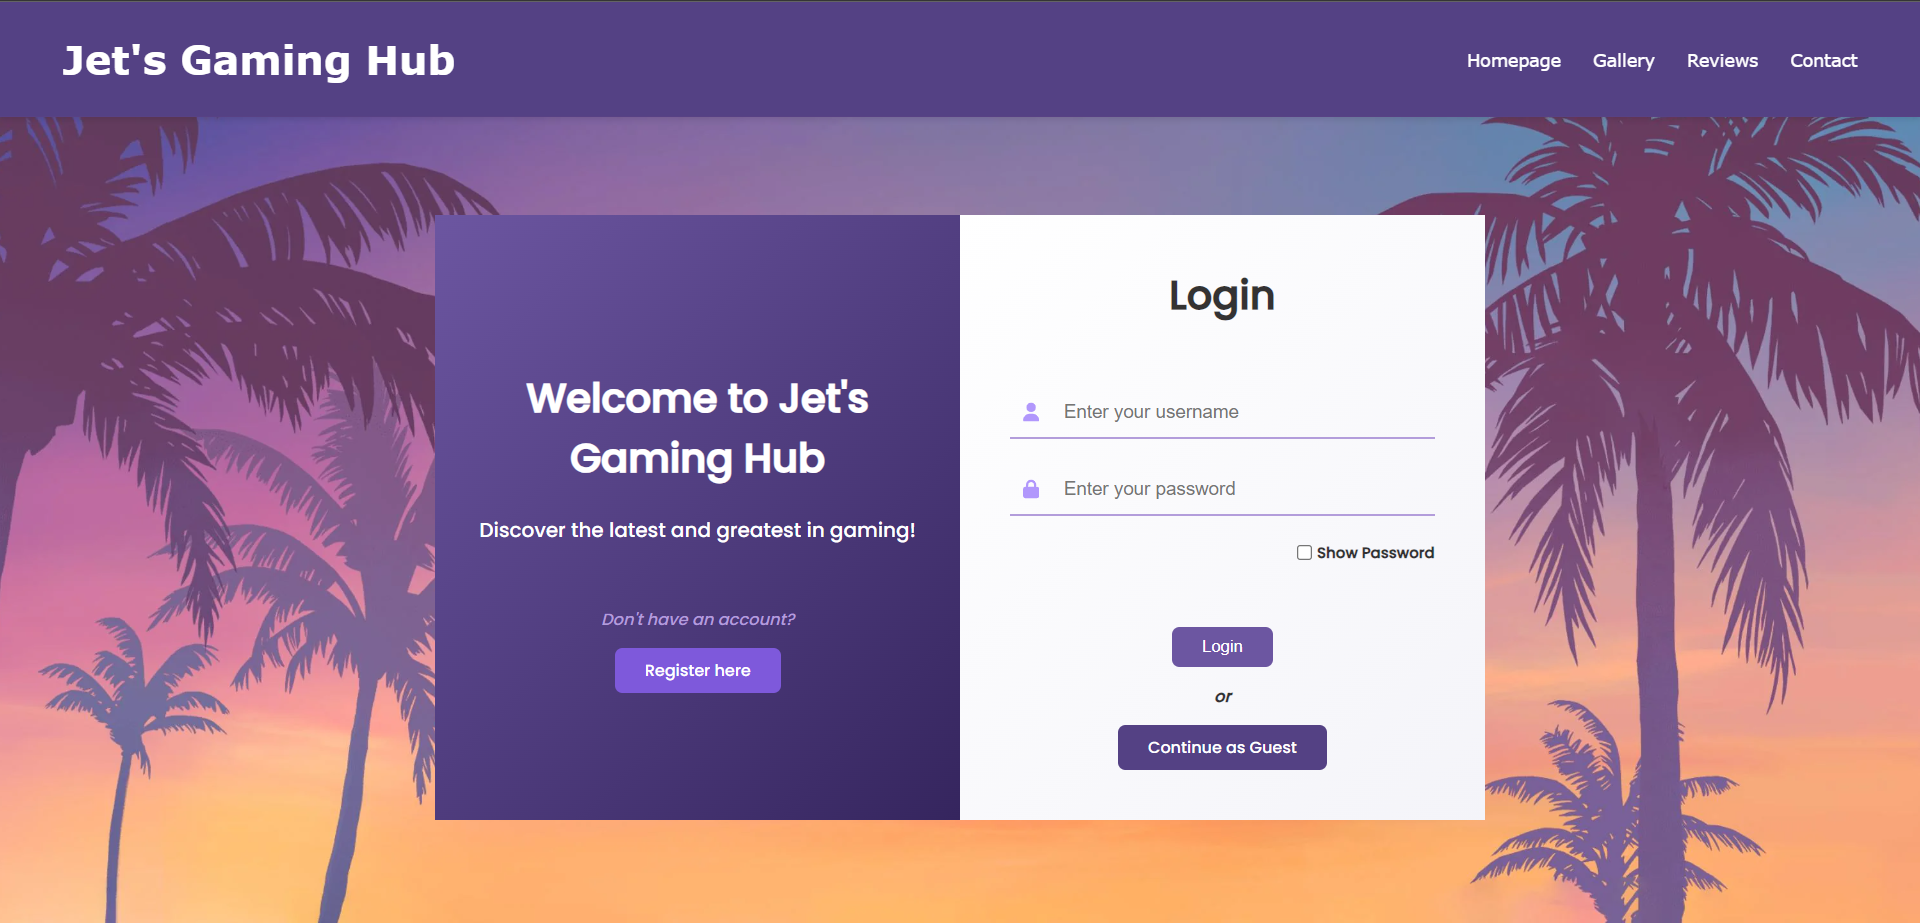 Jet's Gaming Hub
Homepage Gallery Reviews Contact
Welcome to Jet's
Gaming Hub
Discover the latest and greatest in gaming!
Don't have an account?
Register here
Login
Enter your username
Enter your password
Show Password
Login
or
Continue as Guest